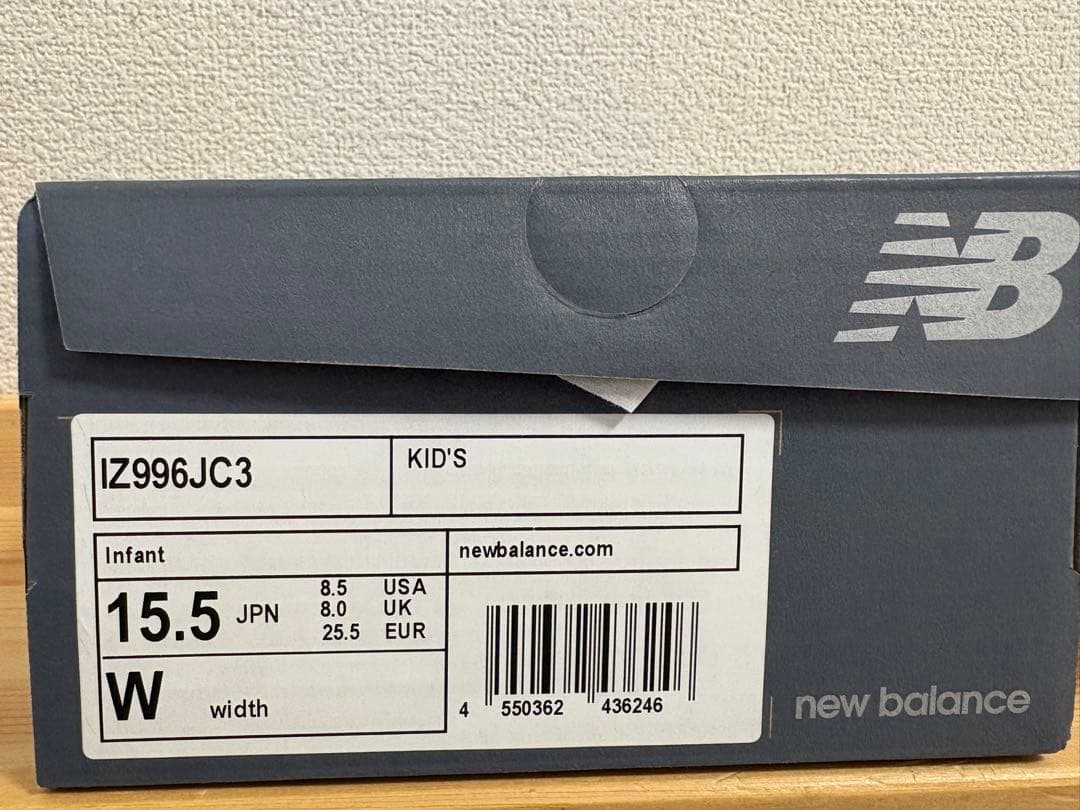 NB
IZ996JC3
KID'S
Infant
newbalance.com
15.5 JPN
8.5 USA
8.0 UK
25.5 EUR
W width
4 550362 436246
new balance